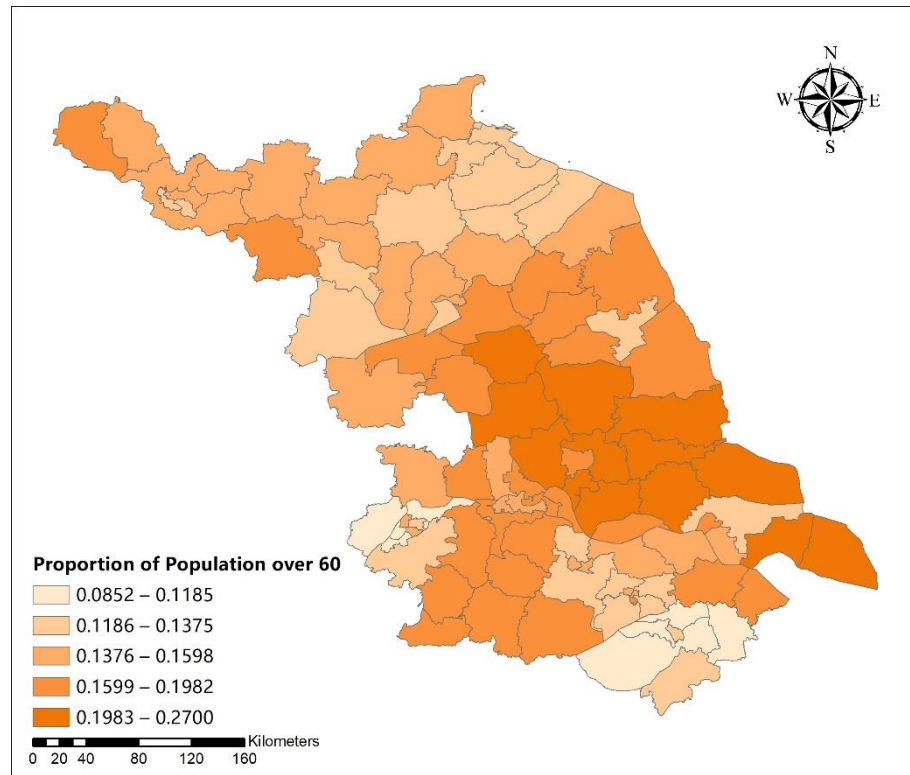 N
W E
S
Proportion of Population over 60
0.0852 – 0.1185
0.1186 – 0.1375
0.1376 – 0.1598
0.1599 – 0.1982
0.1983 – 0.2700
Kilometers
0 20 40 80 120 160